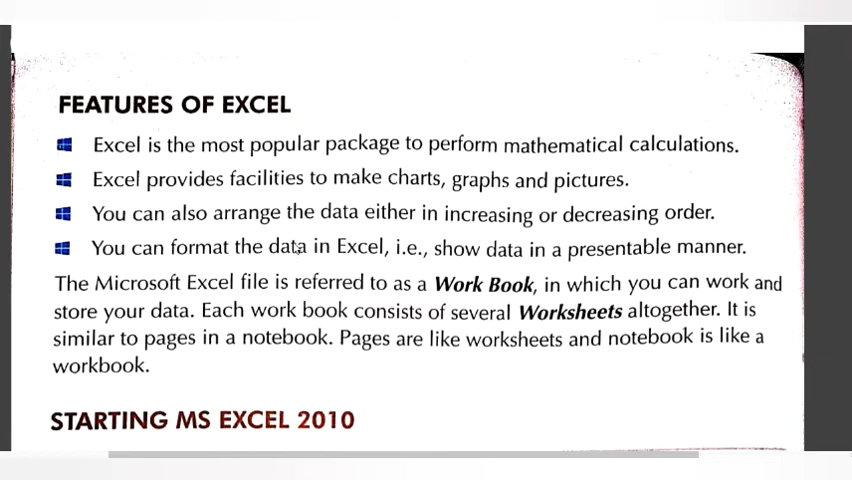 FEATURES OF EXCEL
Excel is the most popular package to perform mathematical calculations.
Excel provides facilities to make charts, graphs and pictures.
You can also arrange the data either in increasing or decreasing order.
You can format the data in Excel, i.e., show data in a presentable manner.
The Microsoft Excel file is referred to as a Work Book, in which you can work and
store your data. Each work book consists of several Worksheets altogether. It is
similar to pages in a notebook. Pages are like worksheets and notebook is like a
workbook.
STARTING MS EXCEL 2010